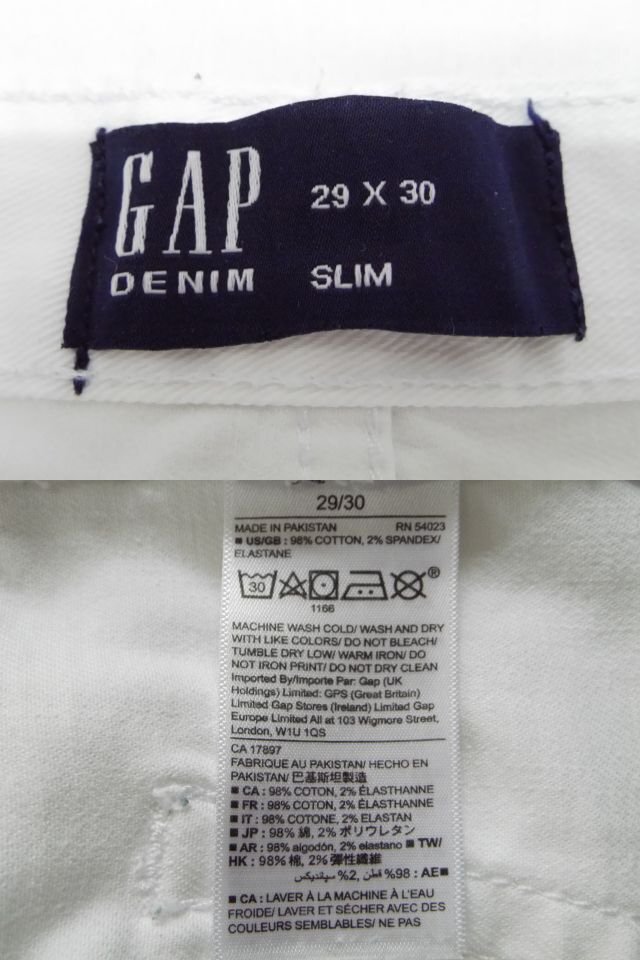 GAP 29 X 30
DENIM SLIM
29/30
MADE IN PAKISTAN RN 54023
■ US/GB : 98% COTTON, 2% SPANDEX/
ELASTANE
30
®
1166
MACHINE WASH COLD/ WASH AND DRY
WITH LIKE COLORS/ DO NOT BLEACH/
TUMBLE DRY LOW/ WARM IRON/ DO
NOT IRON PRINT/ DO NOT DRY CLEAN
Imported By/Importe Par: Gap (UK
Holdings) Limited: GPS (Great Britain)
Limited Gap Stores (Ireland) Limited Gap
Europe Limited All at 103 Wigmore Street,
London, W1U 1QS
CA 17897
FABRIQUE AU PAKISTAN/ HECHO EN
PAKISTAN/ 巴基斯坦製造
■ CA : 98% COTON, 2% ÉLASTHANNE
■ FR : 98% COTON, 2% ÉLASTHANNE
■ IT : 98% COTONE, 2% ELASTAN
■ JP : 98% 綿, 2% ポリウレタン
■ AR : 98% algodón, 2% elastano ■ TW/
HK : 98% 棉, 2% 彈性纖維
■ AE : 98% قطن ,2% سپاندیکس
■ CA : LAVER À LA MACHINE À L'EAU
FROIDE/ LAVER ET SÉCHER AVEC DES
COULEURS SEMBLABLES/ NE PAS